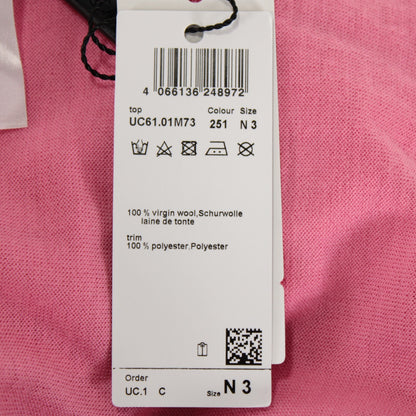 4 066136 248972
top Colour Size
UC61.01M73 251 N 3
100 % virgin wool,Schurwolle
laine de tonte
trim
100 % polyester,Polyester
Order
UC.1 C Size N 3